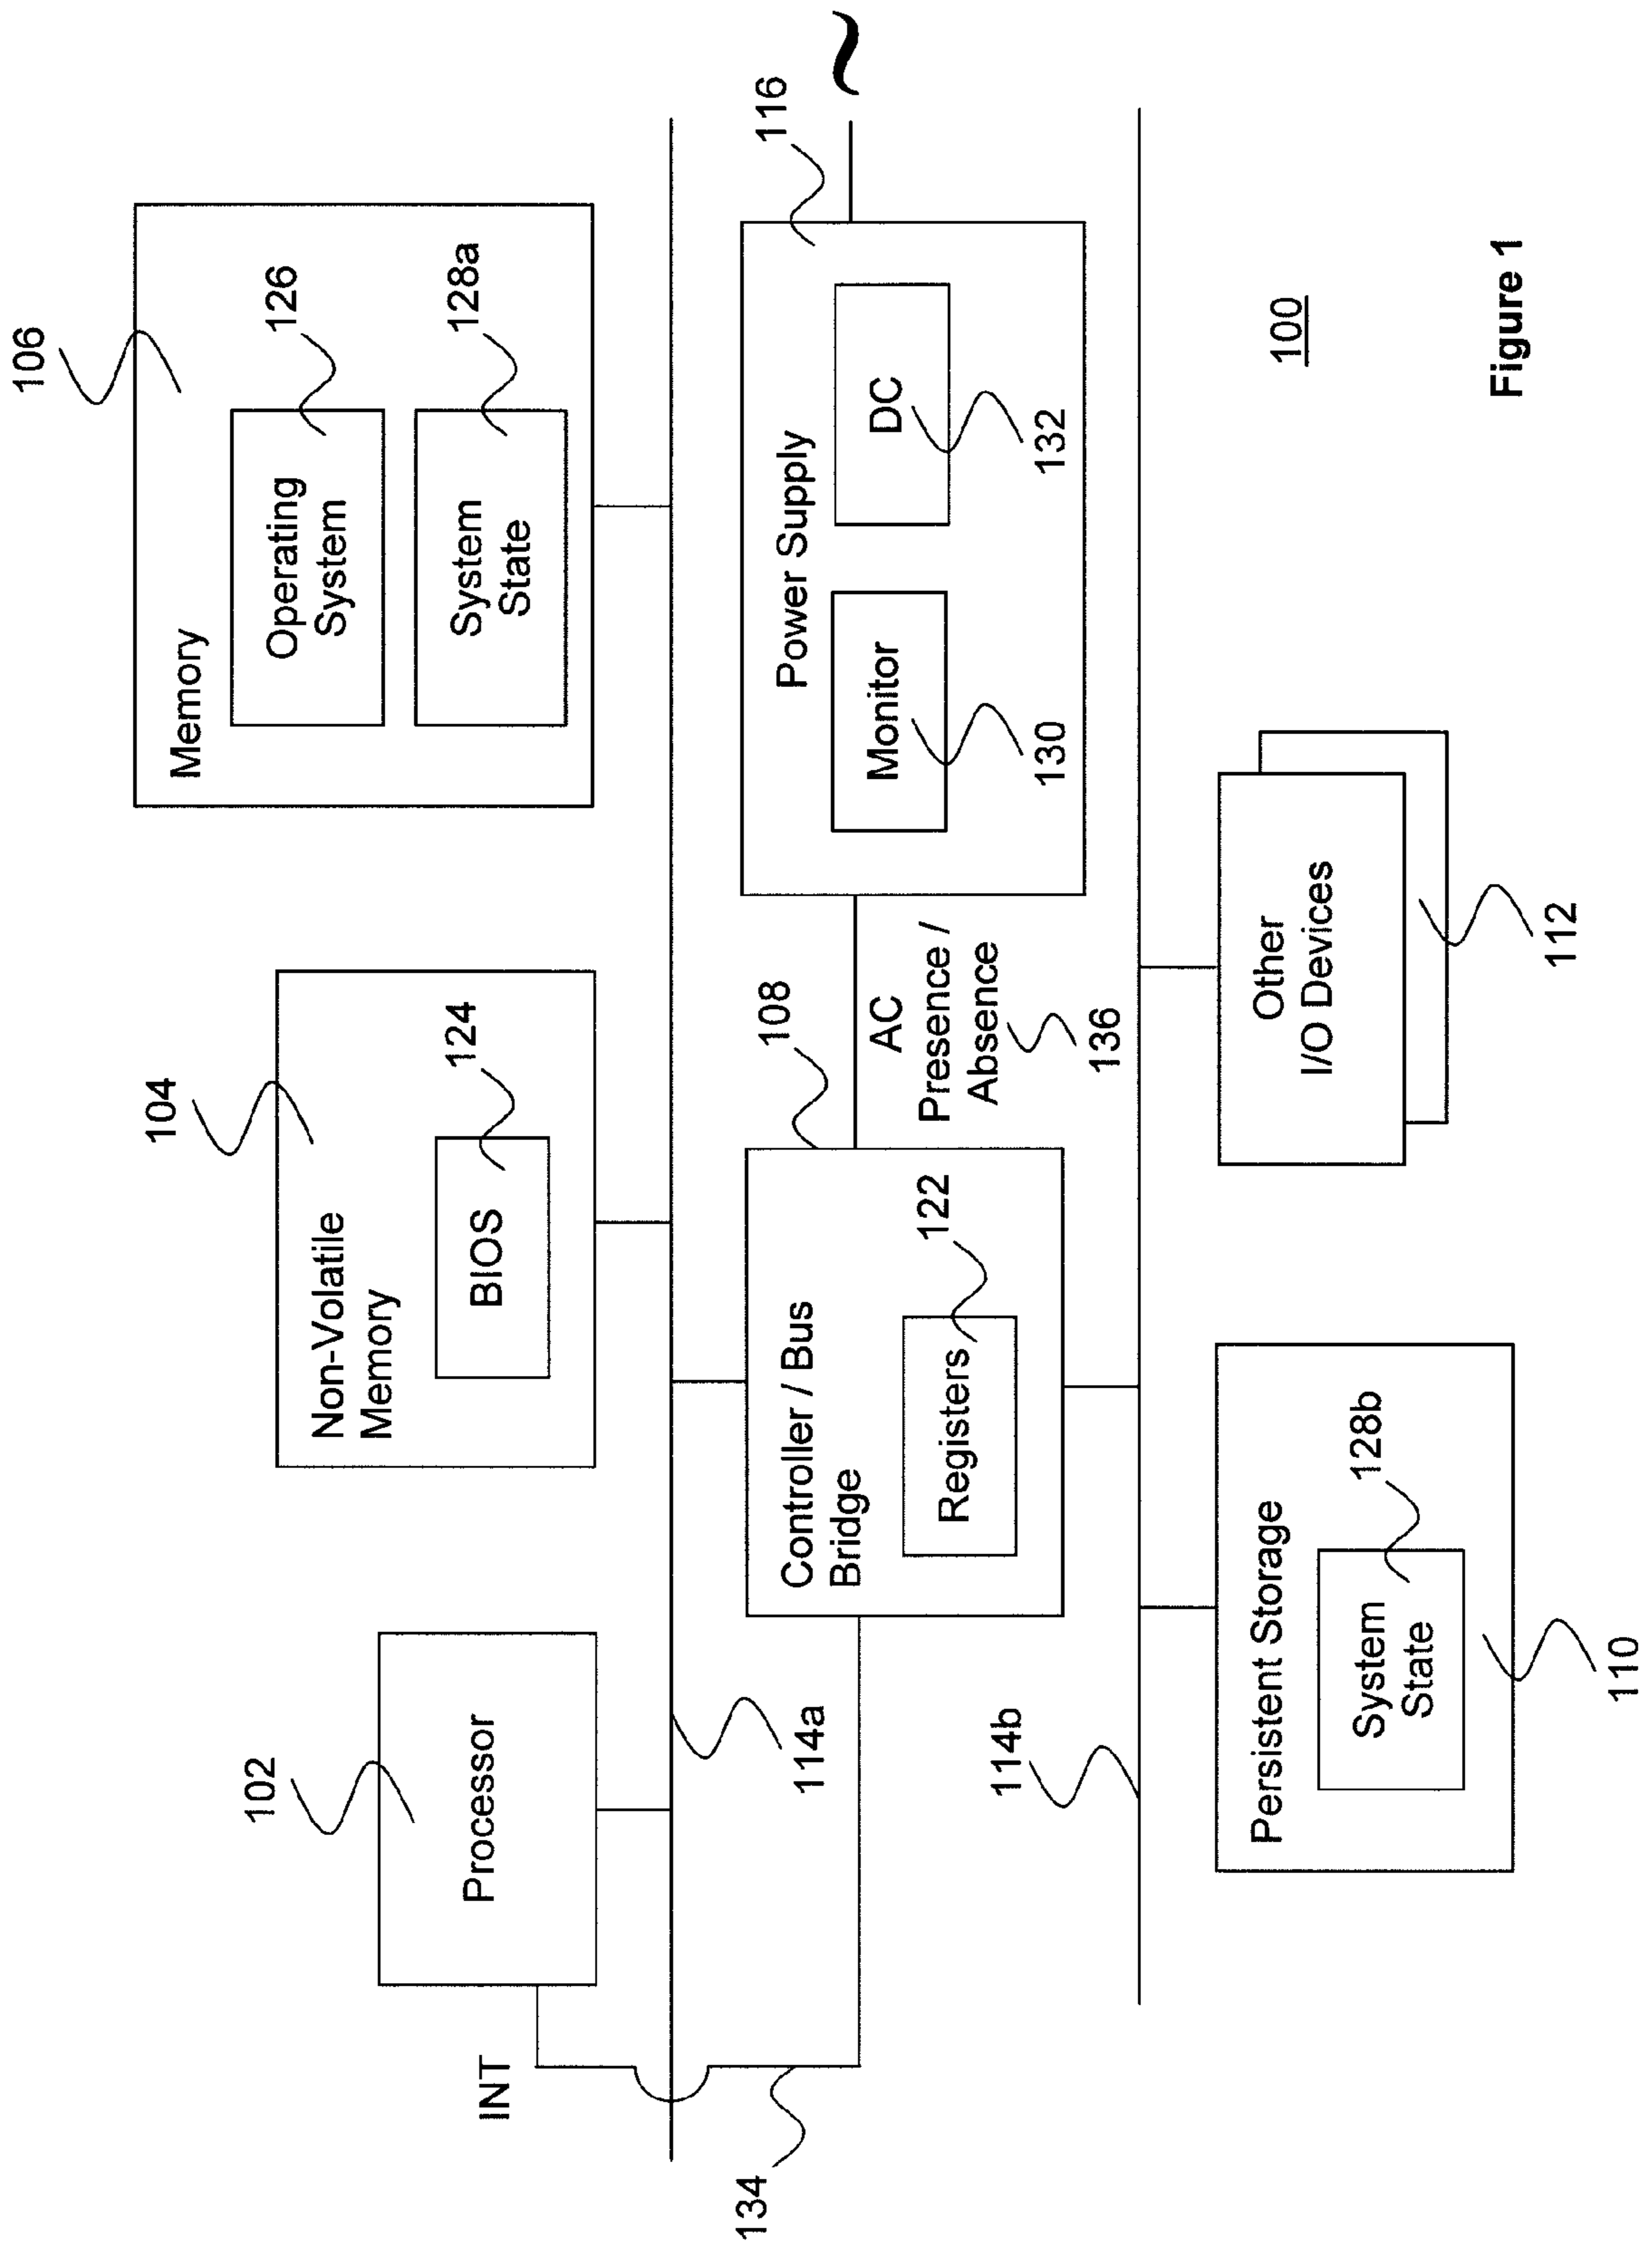 106
Memory
126
Operating
System
128a
System
State
104
Non-Volatile
Memory
124
BIOS
102
Processor
INT
134
114a
108
Controller / Bus
Bridge
122
Registers
AC
Presence /
Absence
136
116
~
Power Supply
Monitor
130
DC
132
114b
Persistent Storage
128b
System
State
110
Other
I/O Devices
112
100
Figure 1